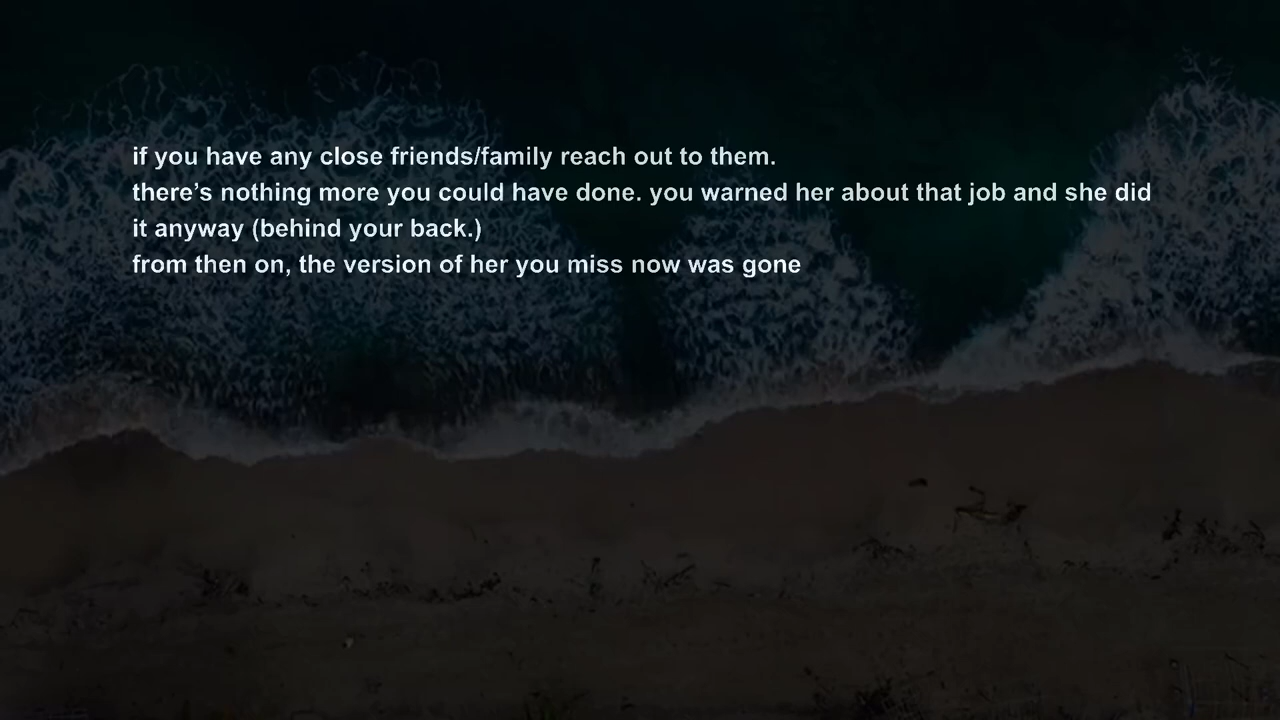 if you have any close friends/family reach out to them.
there’s nothing more you could have done. you warned her about that job and she did
it anyway (behind your back.)
from then on, the version of her you miss now was gone